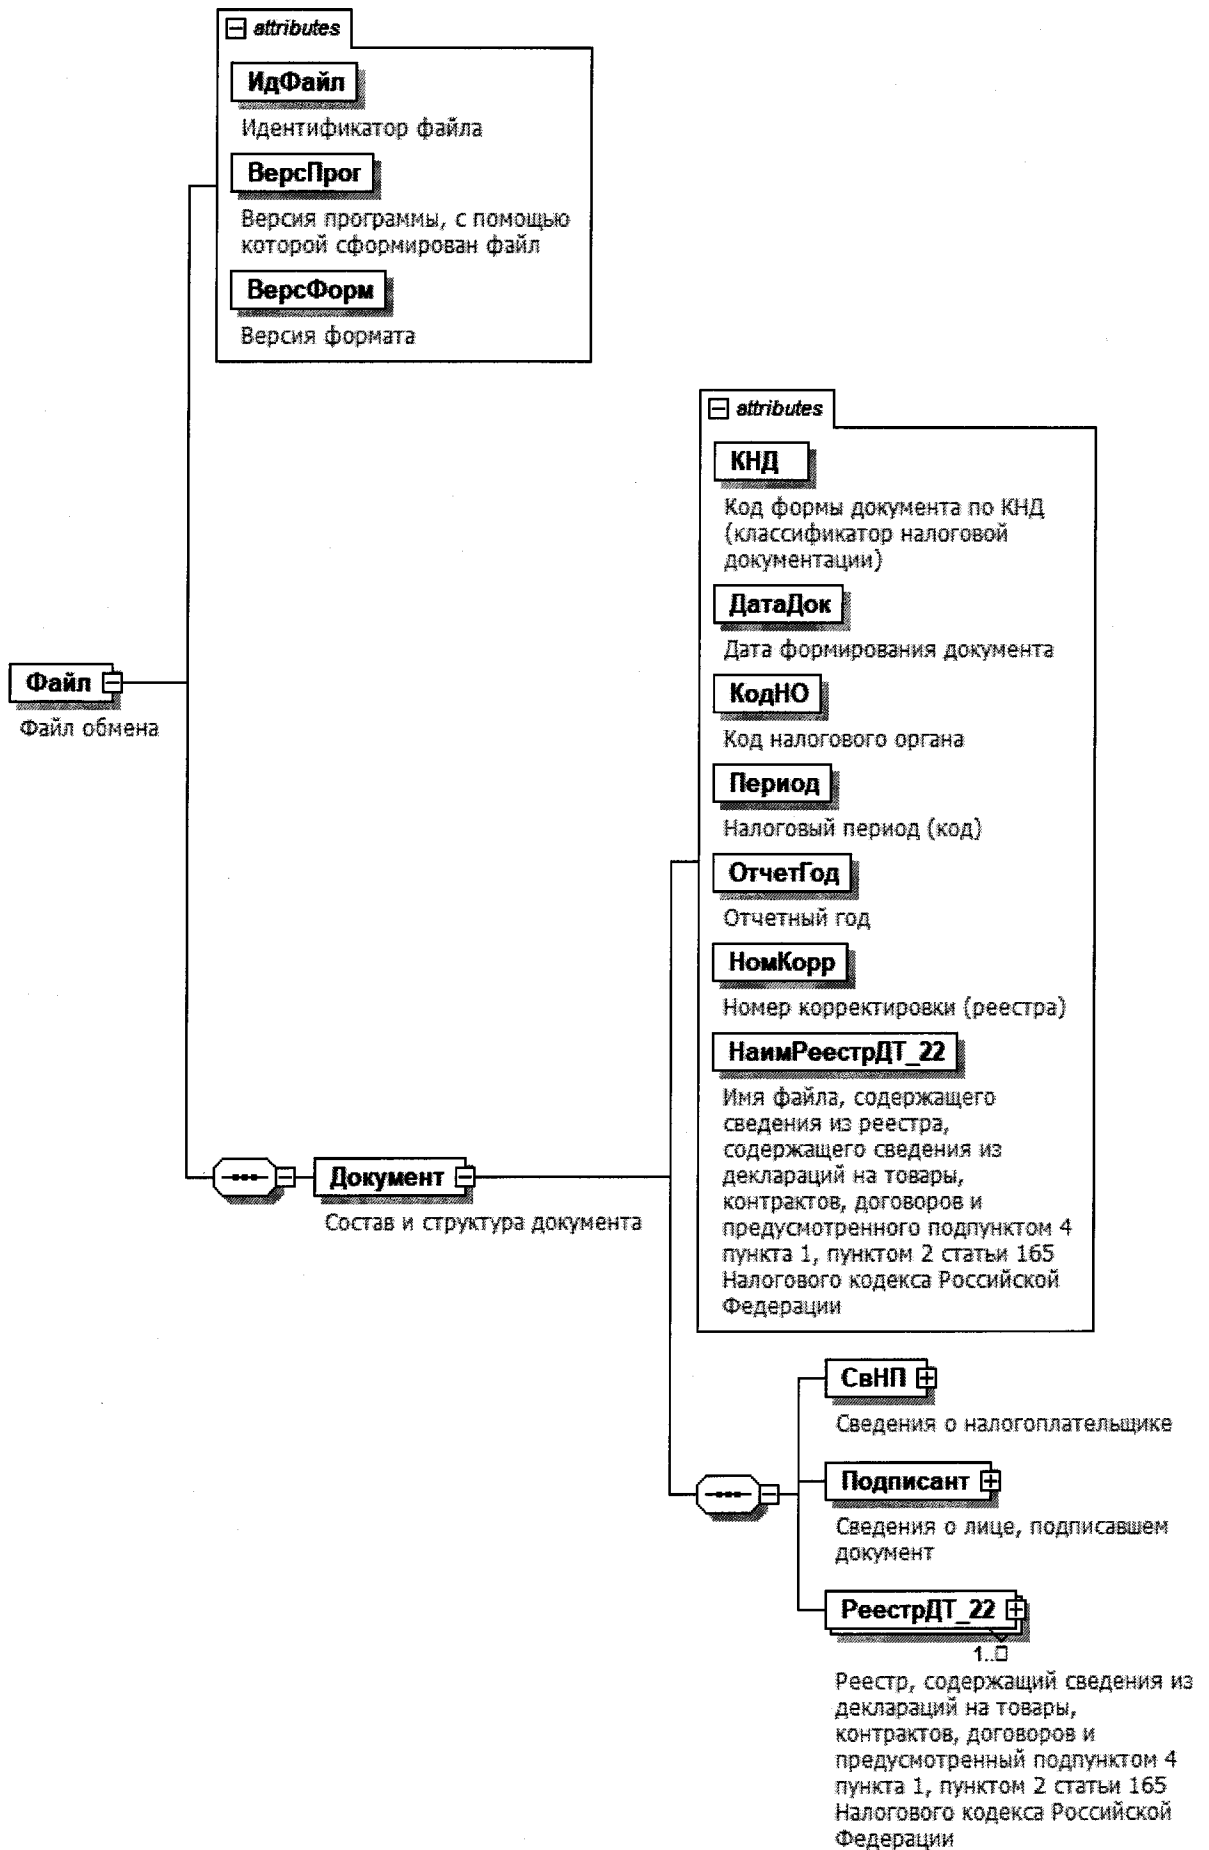 attributes
ИдФайл
Идентификатор файла
ВерсПрог
Версия программы, с помощью
которой сформирован файл
ВерсФорм
Версия формата
Файл
Файл обмена
attributes
КНД
Код формы документа по КНД
(классификатор налоговой
документации)
ДатаДок
Дата формирования документа
КодНО
Код налогового органа
Период
Налоговый период (код)
ОтчетГод
Отчетный год
НомКорр
Номер корректировки (реестра)
НаимРеестрДТ_22
Имя файла, содержащего
сведения из реестра,
содержащего сведения из
деклараций на товары,
контрактов, договоров и
предусмотренного подпунктом 4
пункта 1, пунктом 2 статьи 165
Налогового кодекса Российской
Федерации
Документ
Состав и структура документа
СвНП
Сведения о налогоплательщике
Подписант
Сведения о лице, подписавшем
документ
РеестрДТ_22
1..□
Реестр, содержащий сведения из
деклараций на товары,
контрактов, договоров и
предусмотренный подпунктом 4
пункта 1, пунктом 2 статьи 165
Налогового кодекса Российской
Федерации